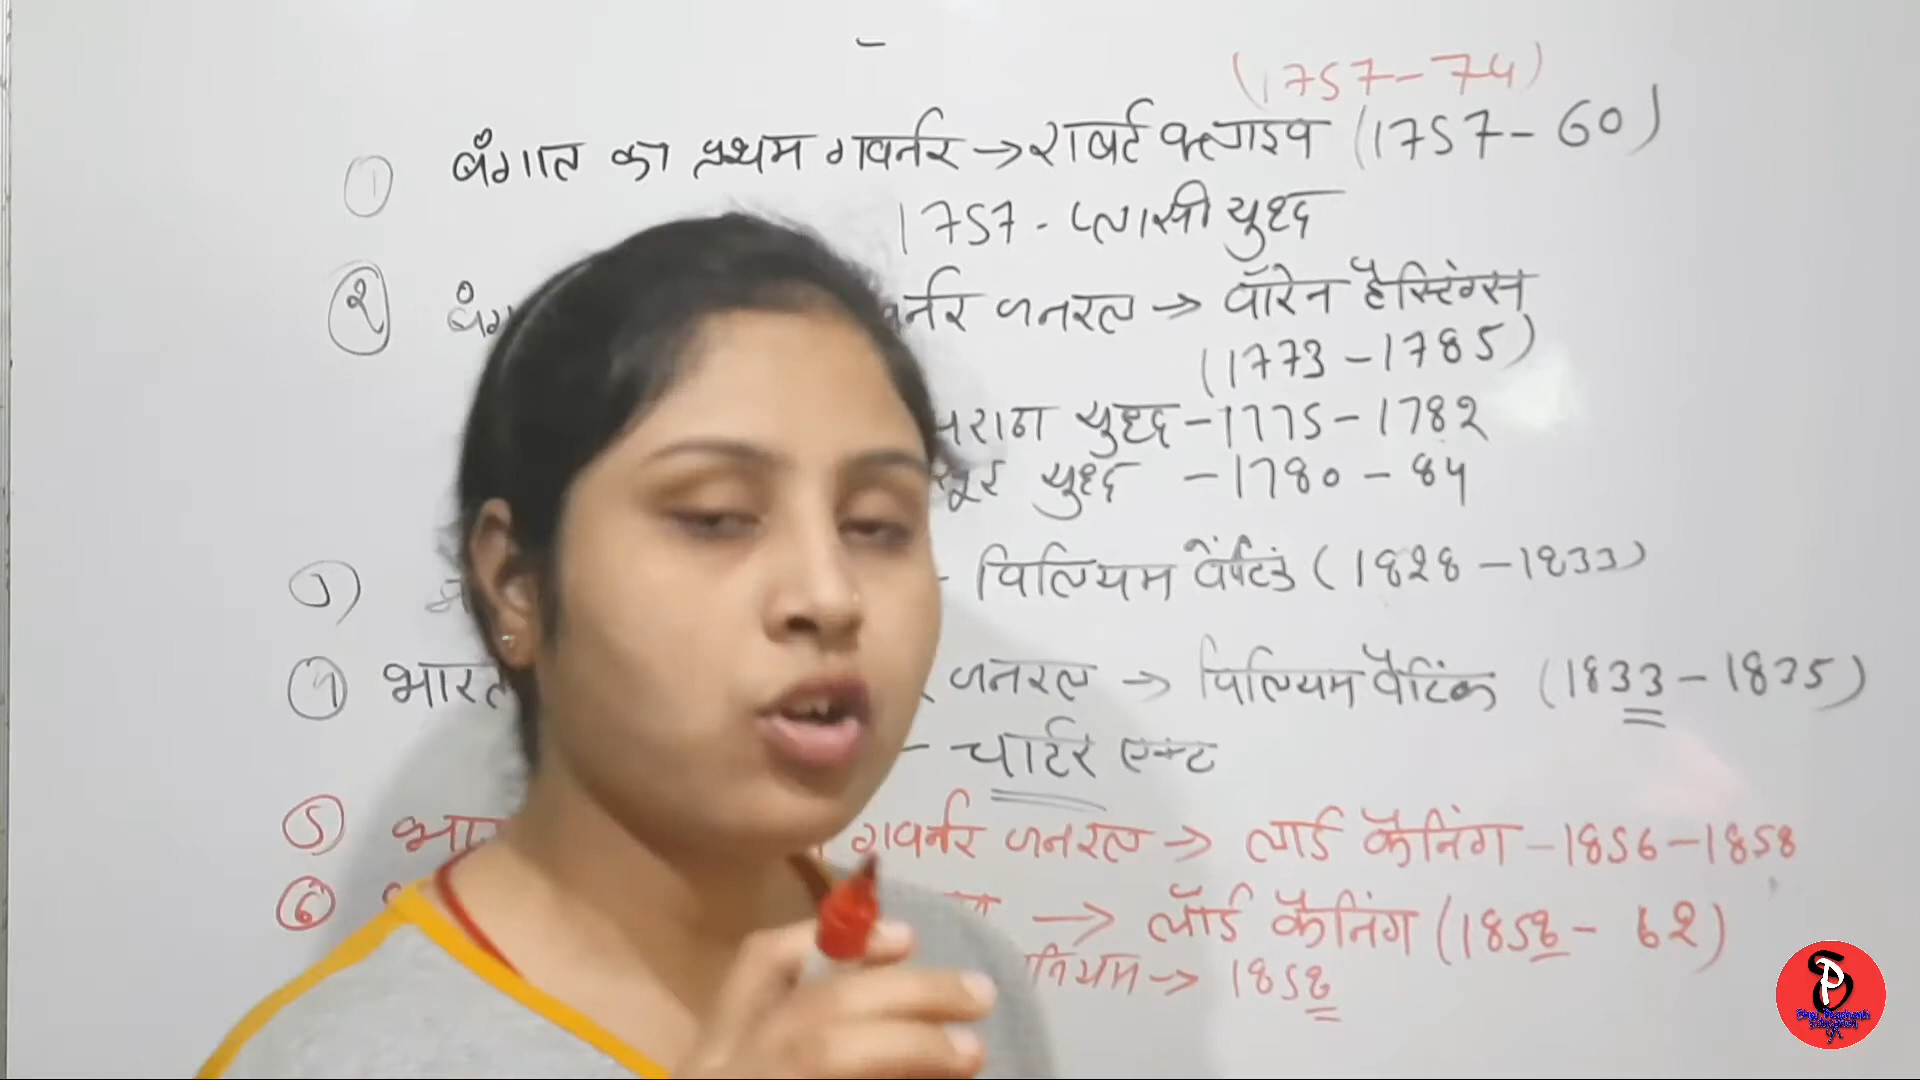 (1757-74)
① बँगाल का प्रथम गवर्नर → राबर्ट क्लाइव (1757-60)
1757 - प्लासी युध्द
② गवर्नर जनरल → वॉरेन हैस्टिंग्स
(1773-1785)
युध्द -1775-1782
युध्द -1780-84
③ विलियम (1828-1833)
④ भारत जनरल → विलियम वैटिंक (1833-1835)
- चार्टर एक्ट
⑤ गवर्नर जनरल → लार्ड कैनिंग -1856-1858
⑥ → लॉर्ड कैनिंग (1858-62)
नियम → 1858